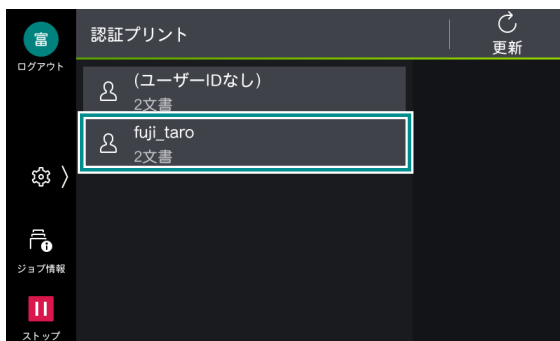 富
ログアウト
認証プリント
更新
(ユーザーIDなし)
2文書
fuji_taro
2文書
ジョブ情報
ストップ